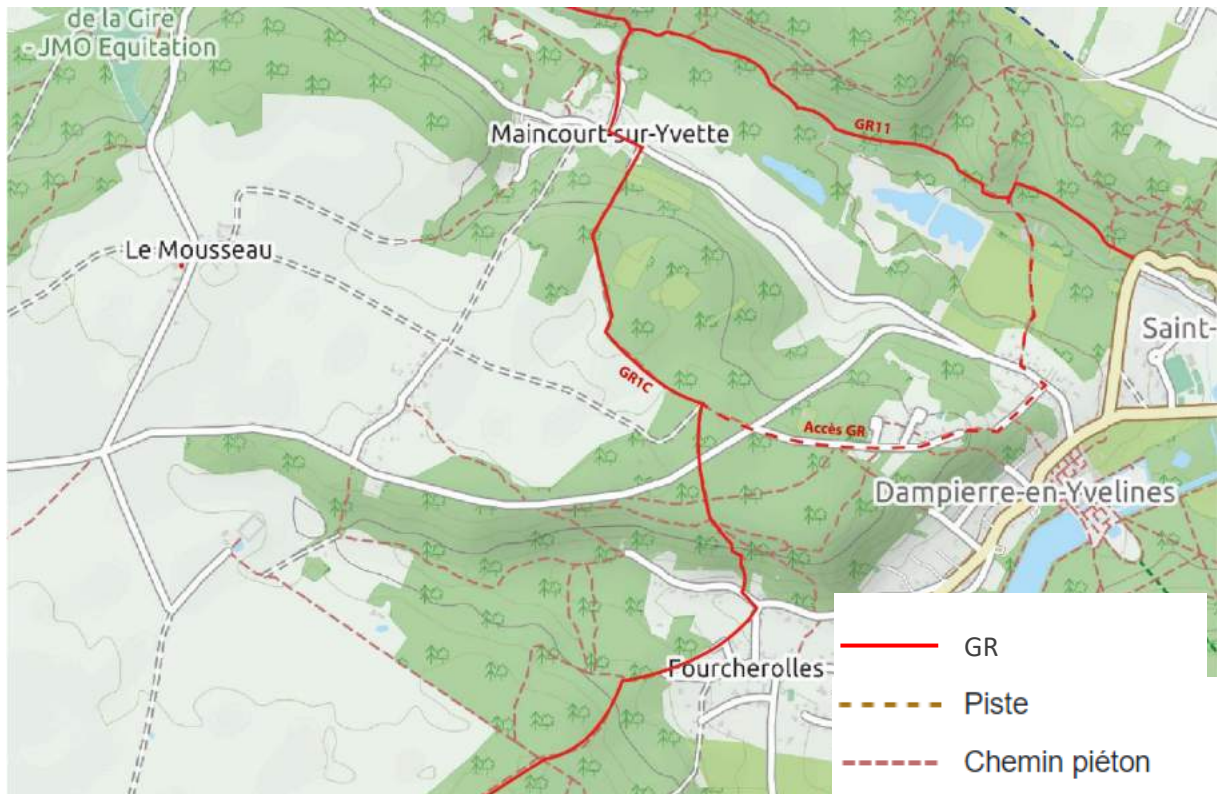 de la Gire
- JMO Equitation
GR11
Maincourt-sur-Yvette
Le Mousseau
Saint-
GR1C
Accès GR
Dampierre-en-Yvelines
Fourcherolles
GR
Piste
Chemin piéton